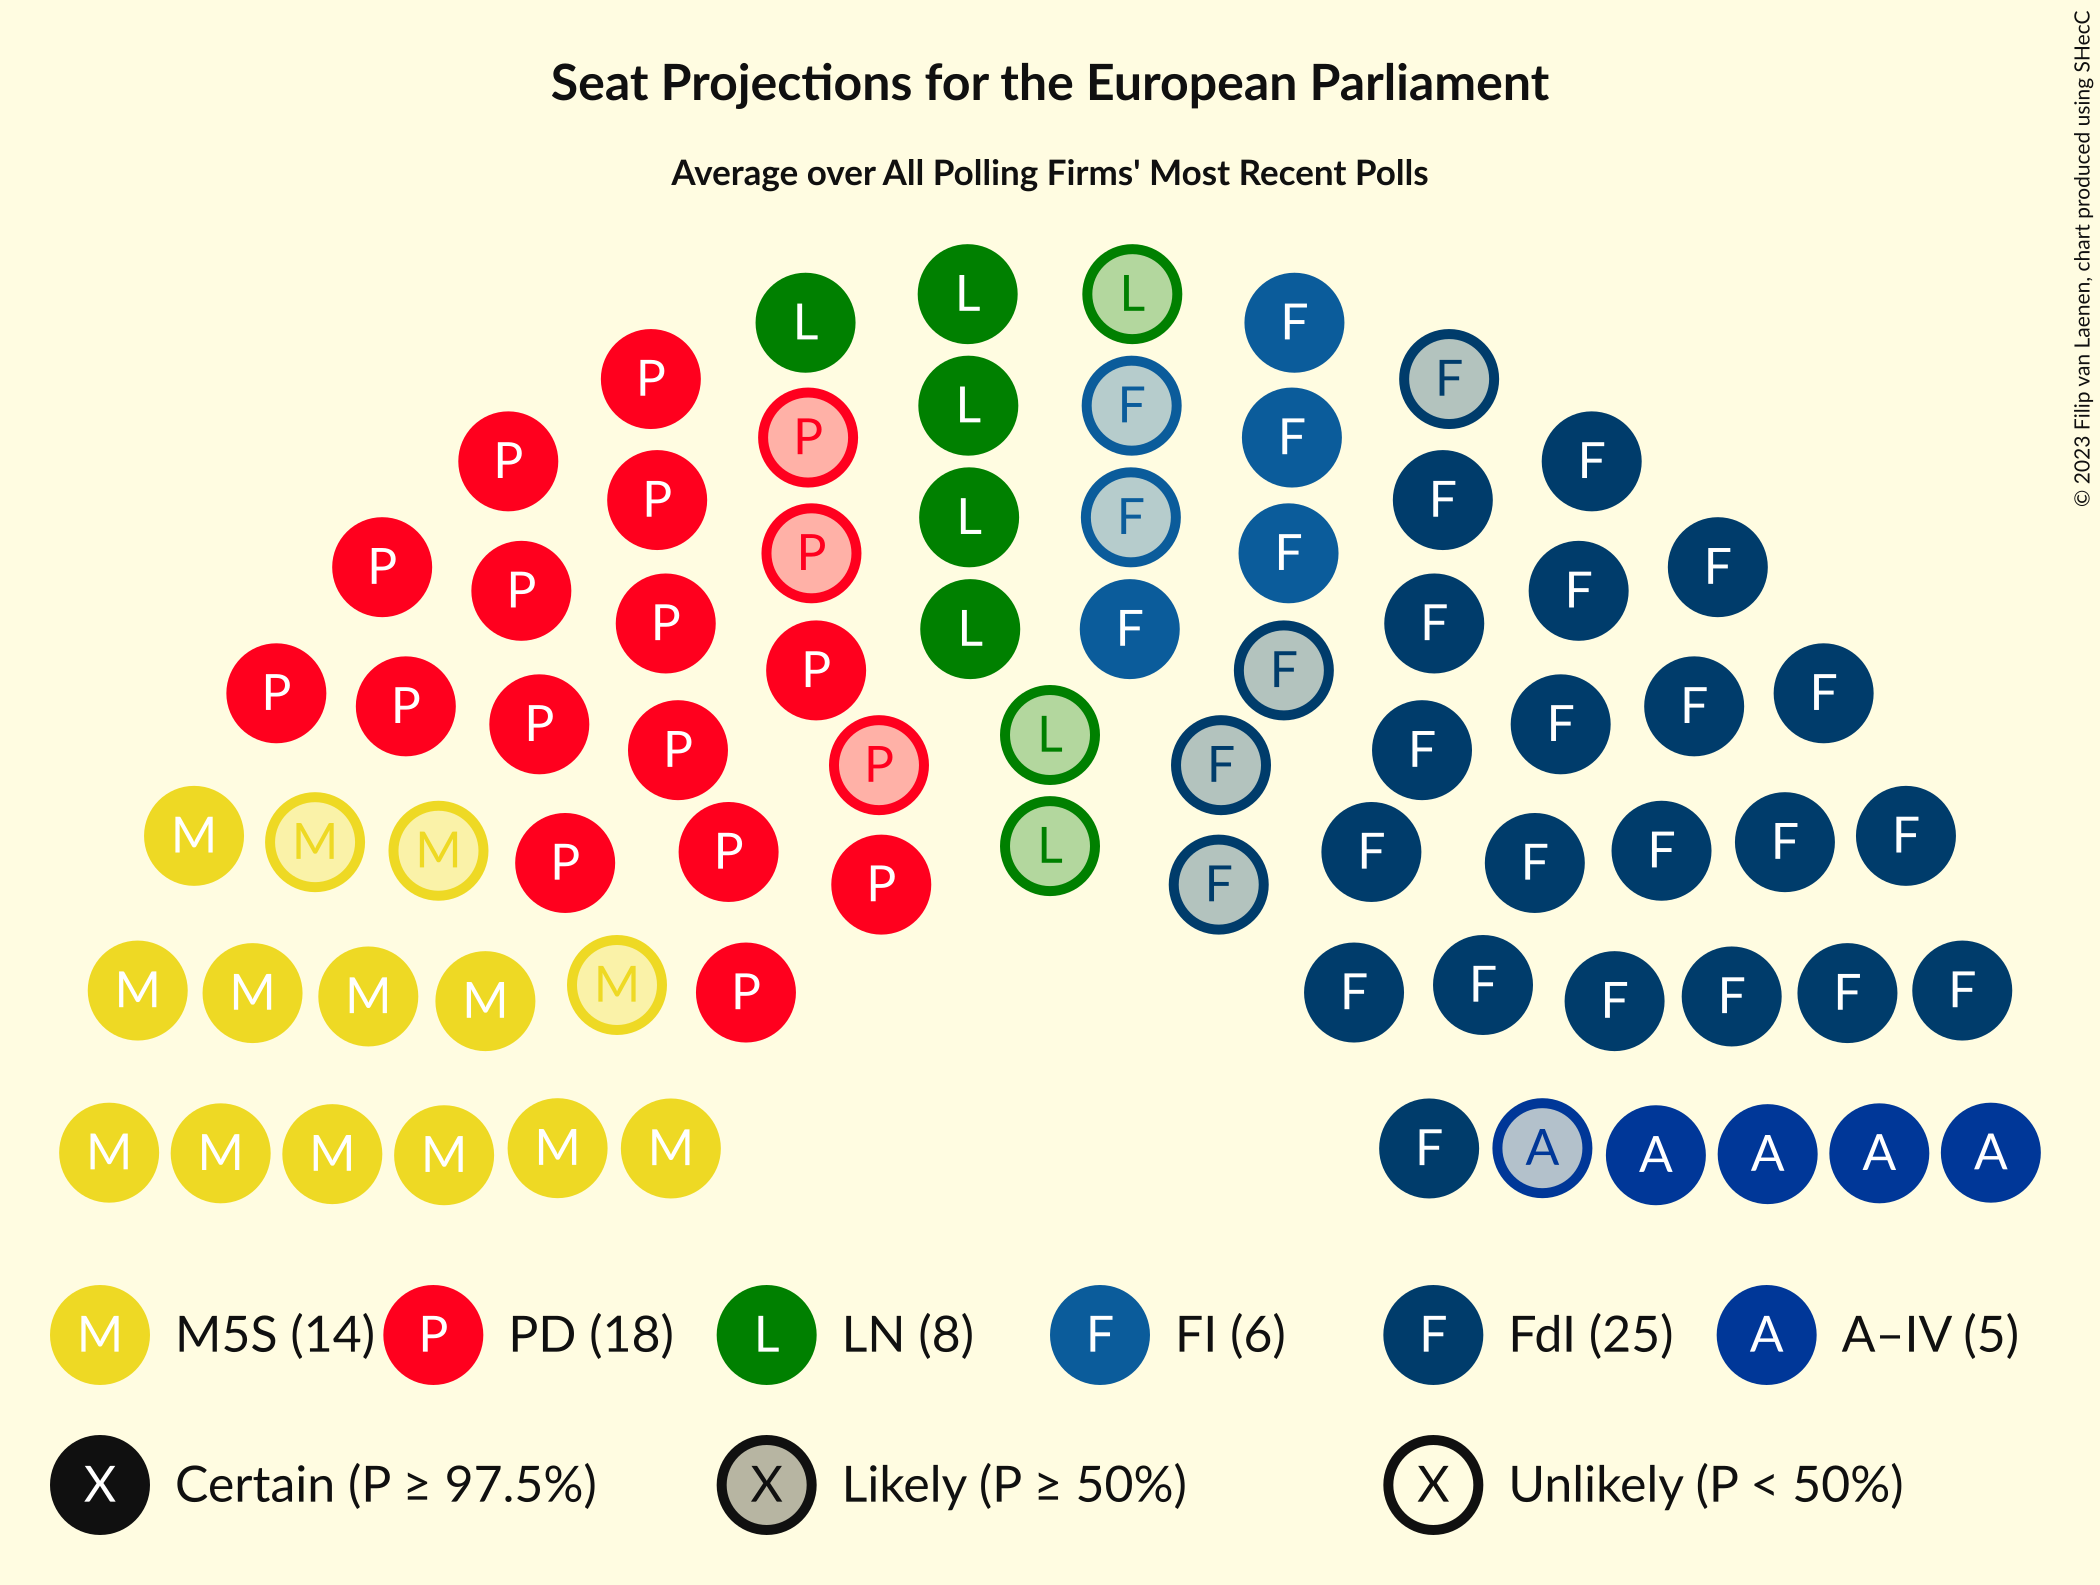 Seat Projections for the European Parliament
Average over All Polling Firms' Most Recent Polls
© 2023 Filip van Laenen, chart produced using SHecC
L L
L F
L F
P F
L F
P F
P F
P F
L F
P F
P F
P F
P F
P F
P F
L F
P F
P F
P P F F
P P L F F F
P P F F
M M M P P P L F F F F F F
M M M M M P F F F F F F
M M M M M M F A A A A A
M M5S (14) P PD (18) L LN (8) F FI (6) F FdI (25) A A–IV (5)
X Certain (P ≥ 97.5%) X Likely (P ≥ 50%) X Unlikely (P < 50%)